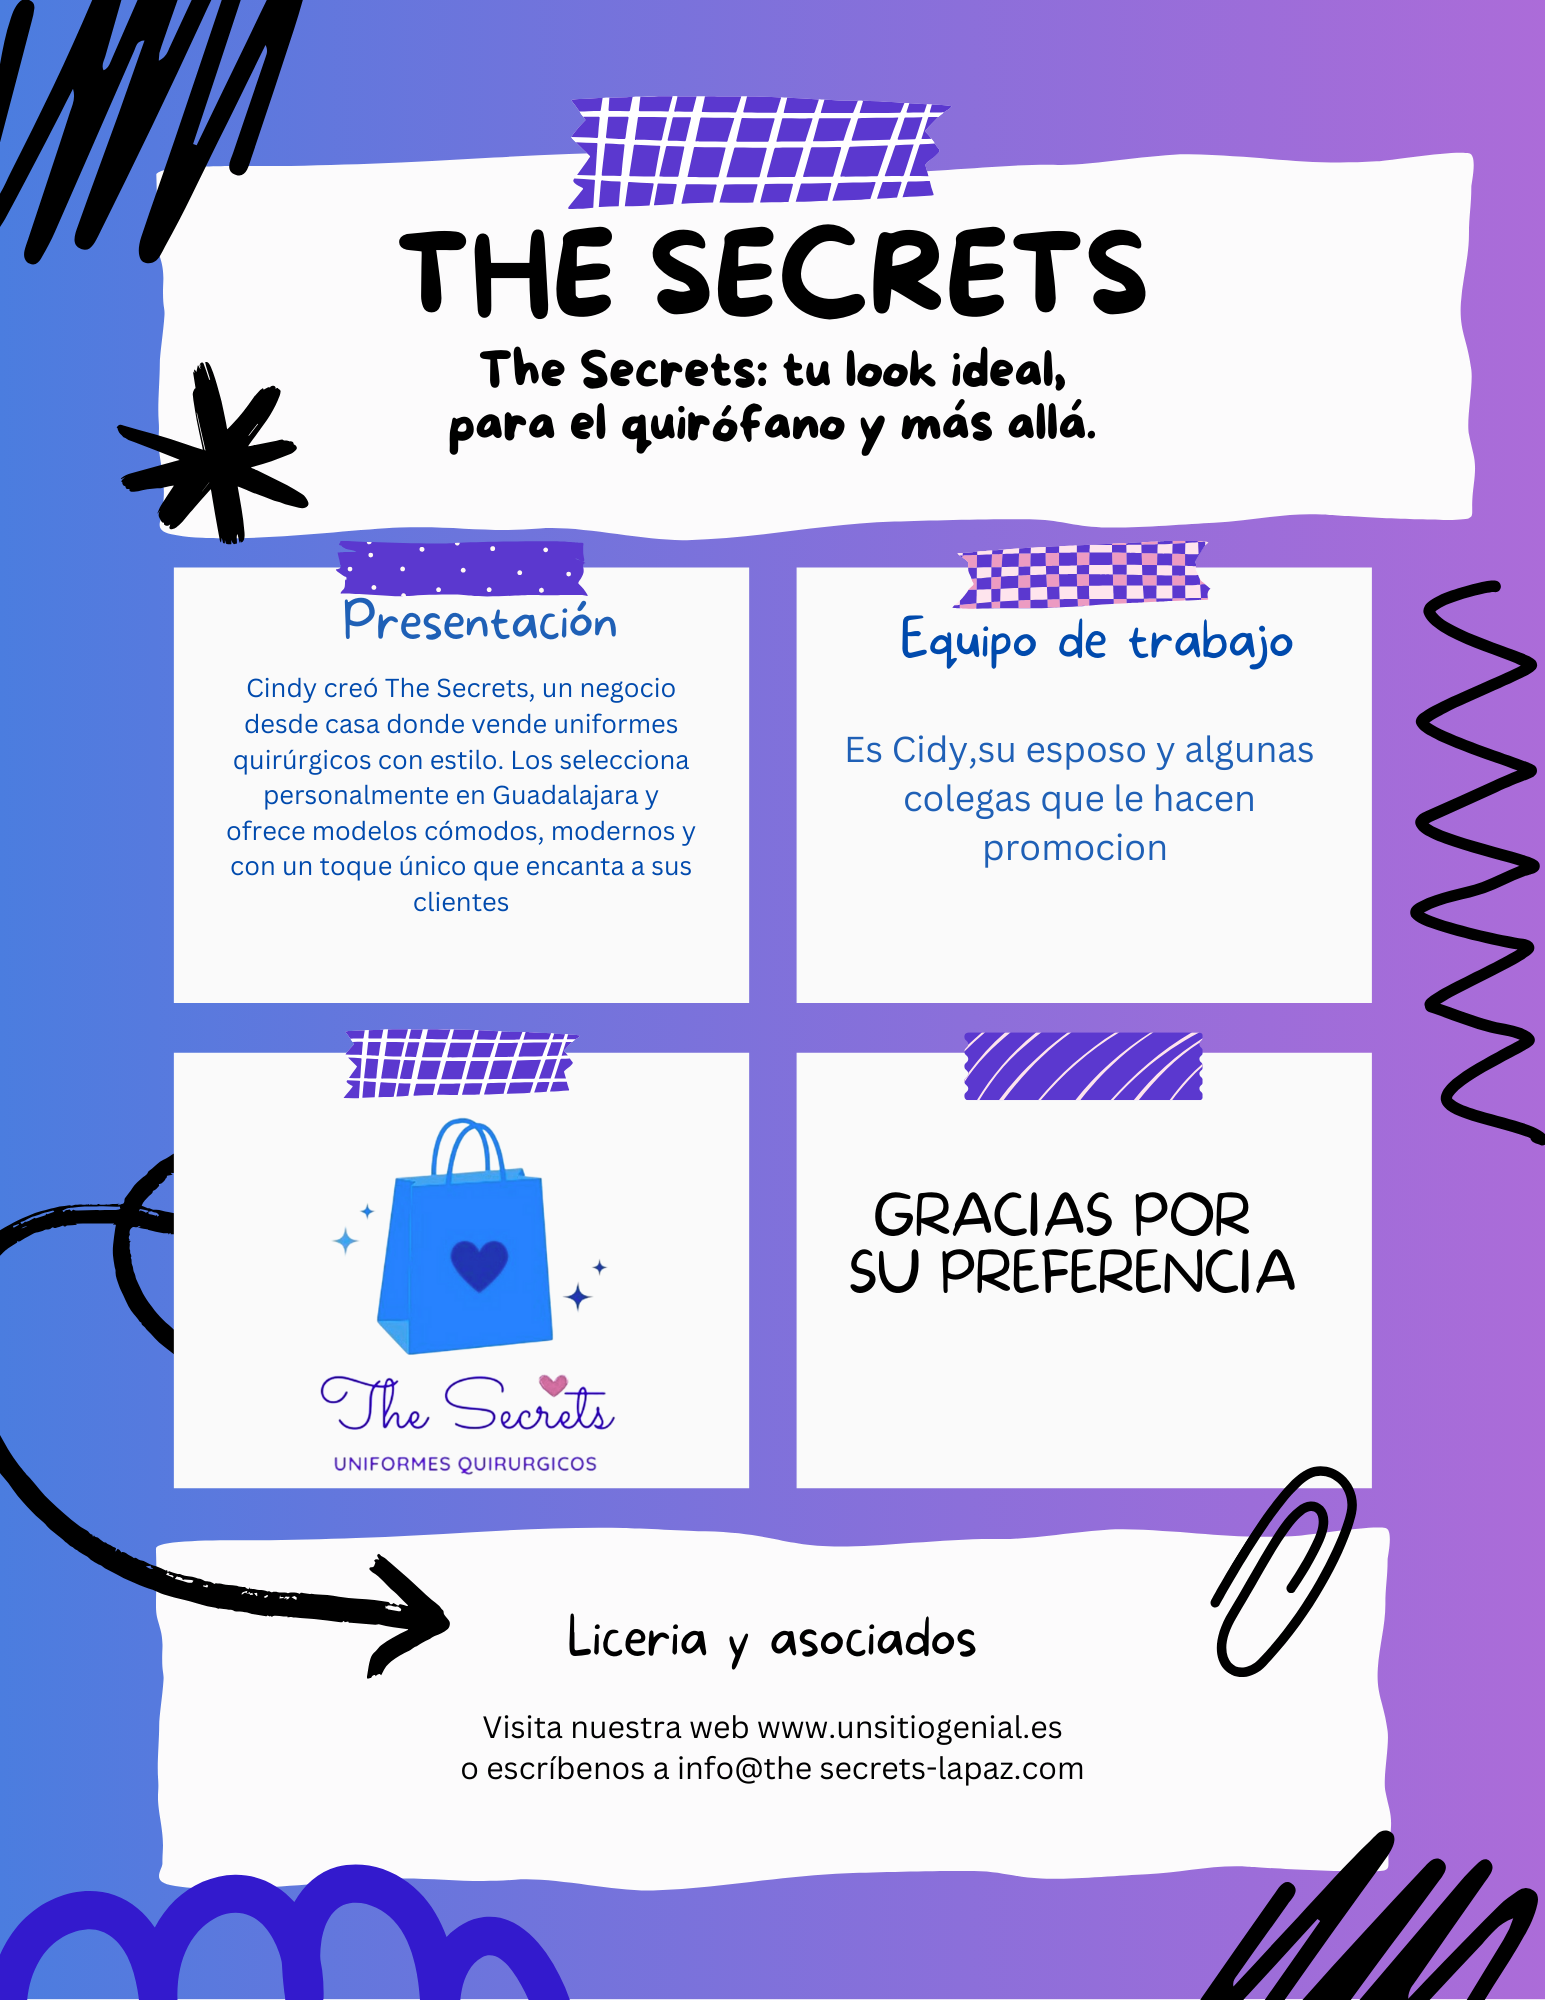 THE SECRETS
The Secrets: tu look ideal,
para el quirófano y más allá.
Presentación
Cindy creó The Secrets, un negocio
desde casa donde vende uniformes
quirúrgicos con estilo. Los selecciona
personalmente en Guadalajara y
ofrece modelos cómodos, modernos y
con un toque único que encanta a sus
clientes
Equipo de trabajo
Es Cidy,su esposo y algunas
colegas que le hacen
promocion
The Secrets
UNIFORMES QUIRURGICOS
GRACIAS POR
SU PREFERENCIA
Liceria y asociados
Visita nuestra web www.unsitiogenial.es
o escríbenos a info@the secrets-lapaz.com